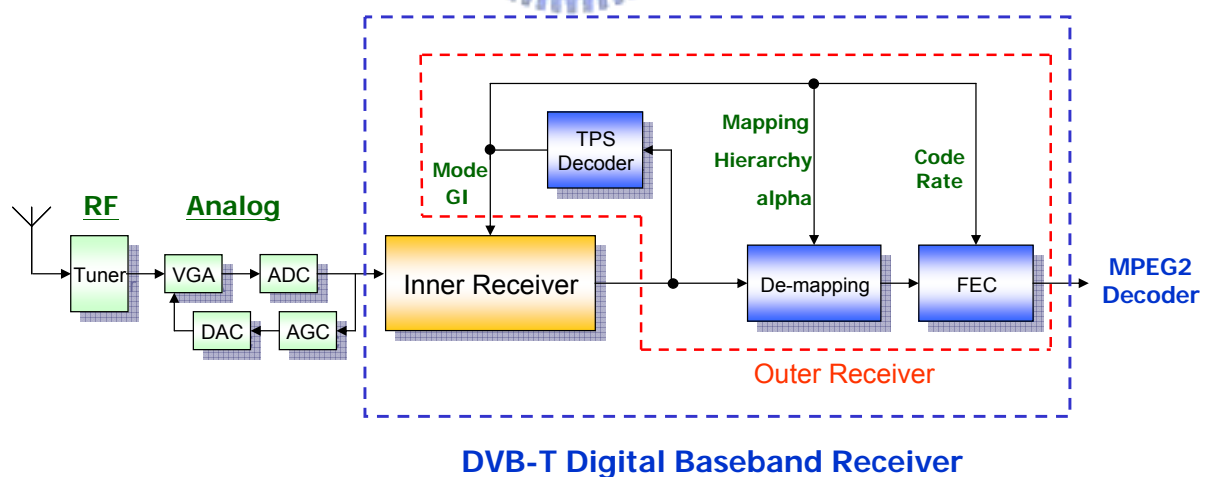 RF
Analog
Tuner
VGA
ADC
DAC
AGC
Mode
GI
TPS
Decoder
Mapping
Hierarchy
alpha
Code
Rate
Inner Receiver
De-mapping
FEC
MPEG2
Decoder
Outer Receiver
DVB-T Digital Baseband Receiver